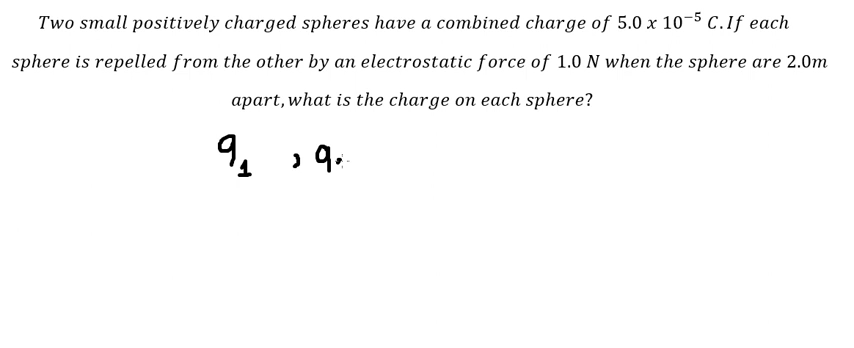 Two small positively charged spheres have a combined charge of 5.0 x 10⁻⁵ C.If each
sphere is repelled from the other by an electrostatic force of 1.0 N when the sphere are 2.0m
apart,what is the charge on each sphere?
q₁ , q